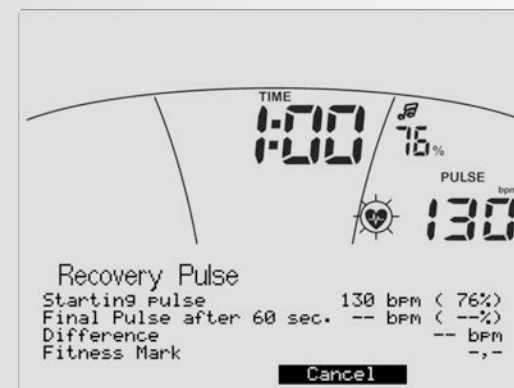 TIME
1:00
76%
PULSE
bpm
130
Recovery Pulse
Starting pulse 130 bpm ( 76%)
Final Pulse after 60 sec. -- bpm ( --%)
Difference -- bpm
Fitness Mark -,-
Cancel